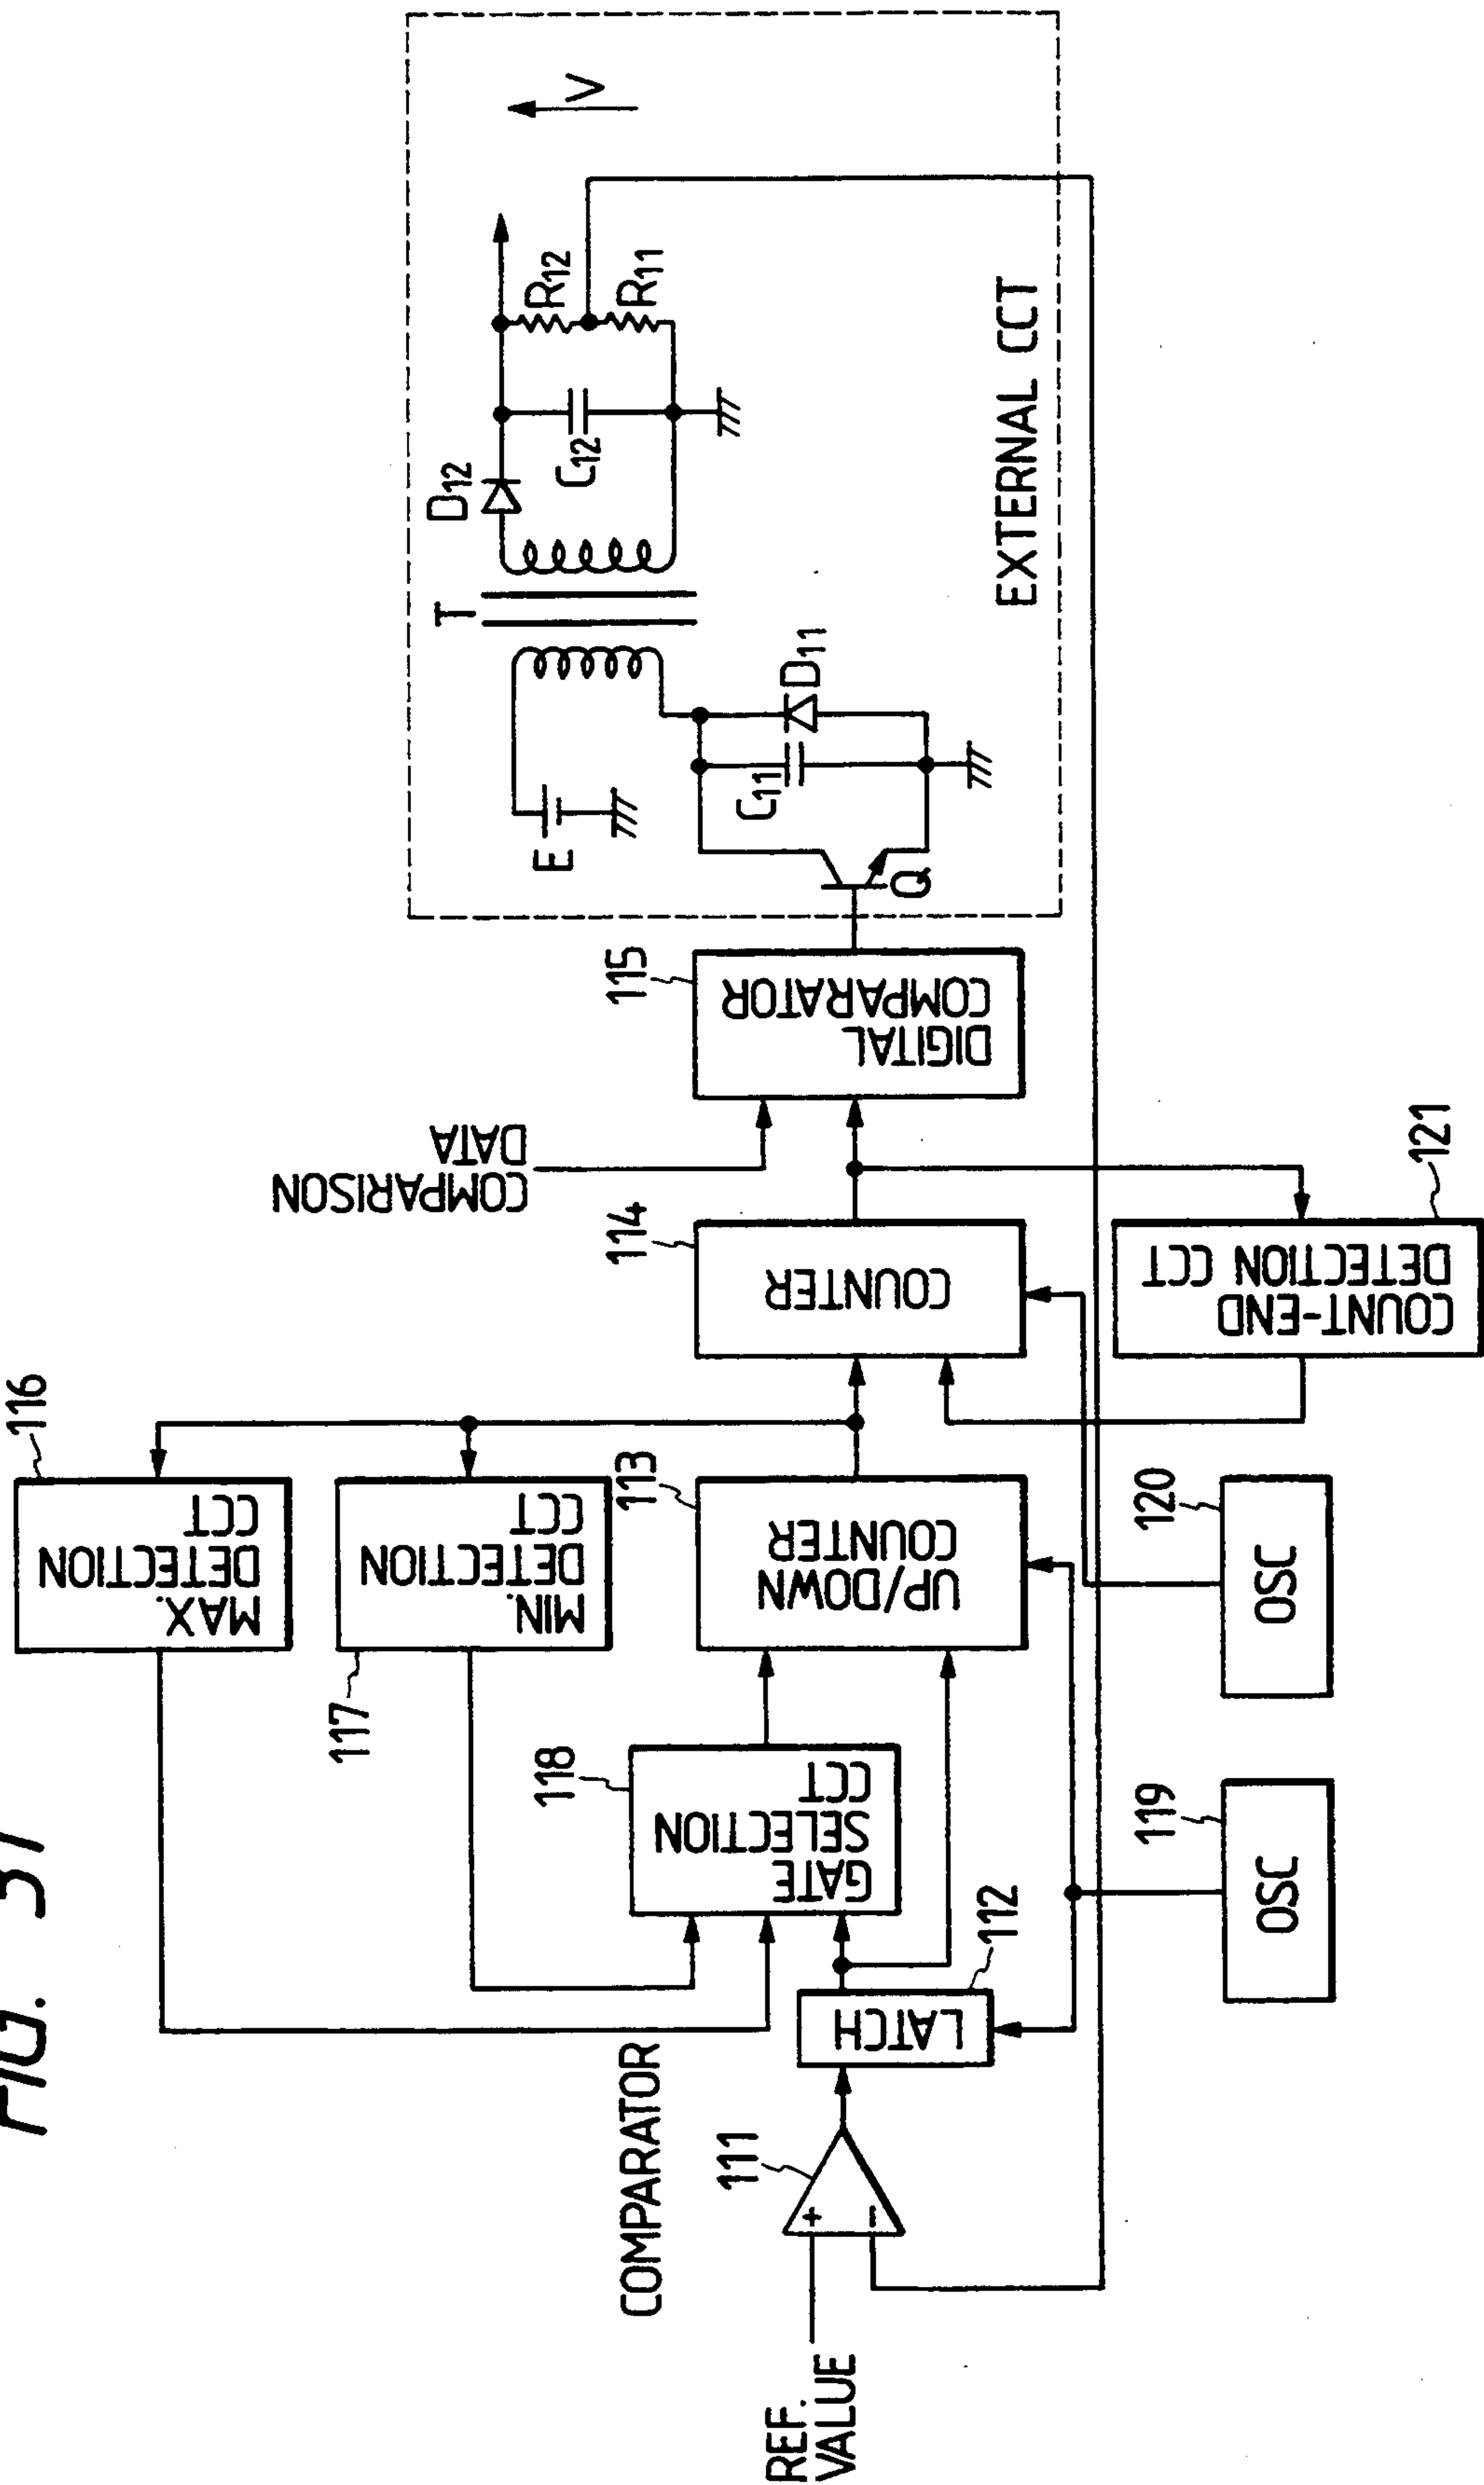 FIG. 31
116
MAX.
DETECTION
CCT
117
MIN.
DETECTION
CCT
118
GATE
SELECTION
CCT
113
UP/DOWN
COUNTER
114
COUNTER
COMPARISON
DATA
115
DIGITAL
COMPARATOR
COMPARATOR
111
+
-
REF.
VALUE
112
LATCH
119
OSC
120
OSC
121
COUNT-END
DETECTION CCT
E
T
D12
C12
R12
R11
V
C11
D11
Q
EXTERNAL CCT